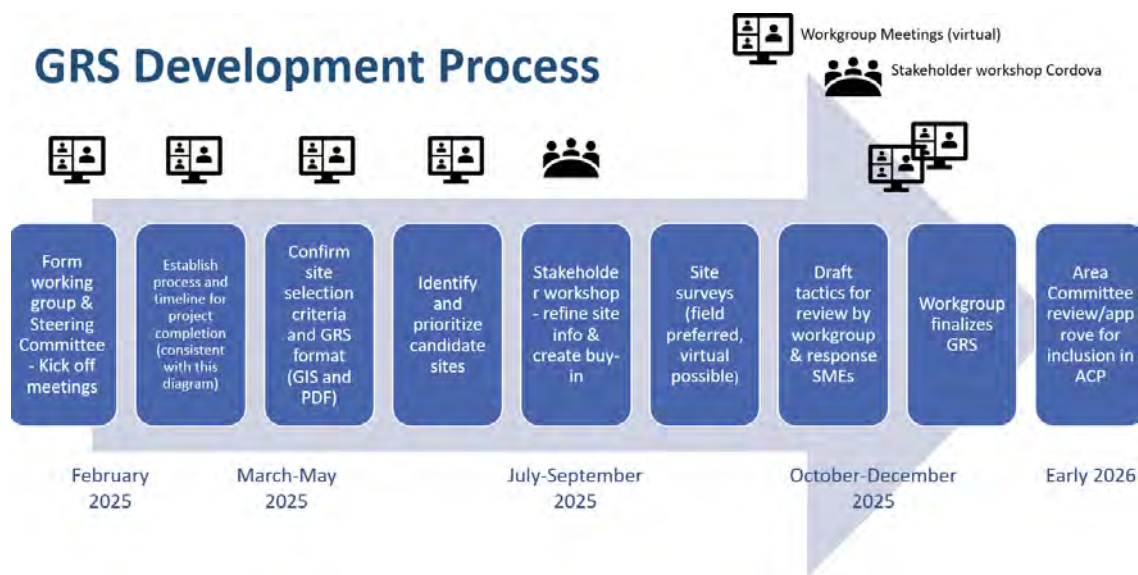 GRS Development Process
Workgroup Meetings (virtual)
Stakeholder workshop Cordova
Form
working
group &
Steering
Committee
- Kick off
meetings
Establish
process and
timeline for
project
completion
(consistent
with this
diagram)
Confirm
site
selection
criteria
and GRS
format
(GIS and
PDF)
Identify
and
prioritize
candidate
sites
Stakeholde
r workshop
- refine site
info &
create buy-
in
Site
surveys
(field
preferred,
virtual
possible)
Draft
tactics for
review by
workgroup
& response
SMEs
Workgroup
finalizes
GRS
Area
Committee
review/app
rove for
inclusion in
ACP
February
2025
March-May
2025
July-September
2025
October-December
2025
Early 2026